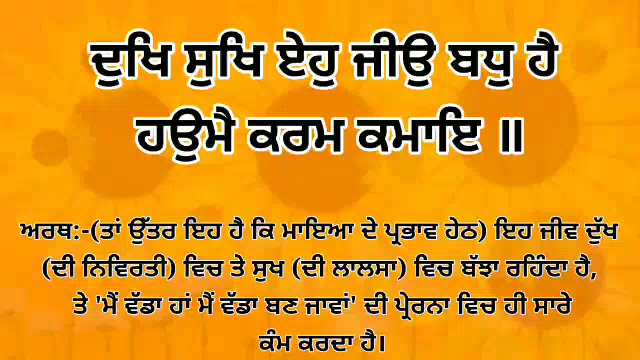 ਦੁਖਿ ਸੁਖਿ ਏਹੁ ਜੀਉ ਬਧੁ ਹੈ
ਹਉਮੈ ਕਰਮ ਕਮਾਇ ॥
ਅਰਥ:-(ਤਾਂ ਉੱਤਰ ਇਹ ਹੈ ਕਿ ਮਾਇਆ ਦੇ ਪ੍ਰਭਾਵ ਹੇਠ) ਇਹ ਜੀਵ ਦੁੱਖ
(ਦੀ ਨਿਵਿਰਤੀ) ਵਿਚ ਤੇ ਸੁਖ (ਦੀ ਲਾਲਸਾ) ਵਿਚ ਬੱਝਾ ਰਹਿੰਦਾ ਹੈ,
ਤੇ 'ਮੈਂ ਵੱਡਾ ਹਾਂ ਮੈਂ ਵੱਡਾ ਬਣ ਜਾਵਾਂ' ਦੀ ਪ੍ਰੇਰਨਾ ਵਿਚ ਹੀ ਸਾਰੇ
ਕੰਮ ਕਰਦਾ ਹੈ।